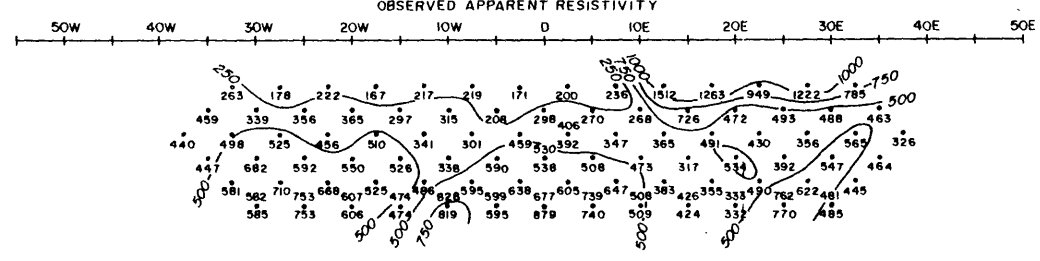 OBSERVED APPARENT RESISTIVITY
50W 40W 30W 20W 10W 0 10E 20E 30E 40E 50E
250 250 750 1000 1000 750
263 178 222 167 217 219 171 200 236 1512 1263 949 1222 785
500
459 339 356 365 297 315 208 298 270 268 726 472 493 488 463
406
440 498 525 456 510 341 301 459 392 347 365 491 430 356 565 326
530
447 682 592 550 526 338 590 538 508 473 317 534 392 547 464
500
581 710 668 525 486 595 638 605 647 383 355 490 622 445
582 753 607 474 826 599 677 739 508 426 333 762 481
585 753 606 474 819 595 879 740 509 424 332 770 485
500 500 750 500 500